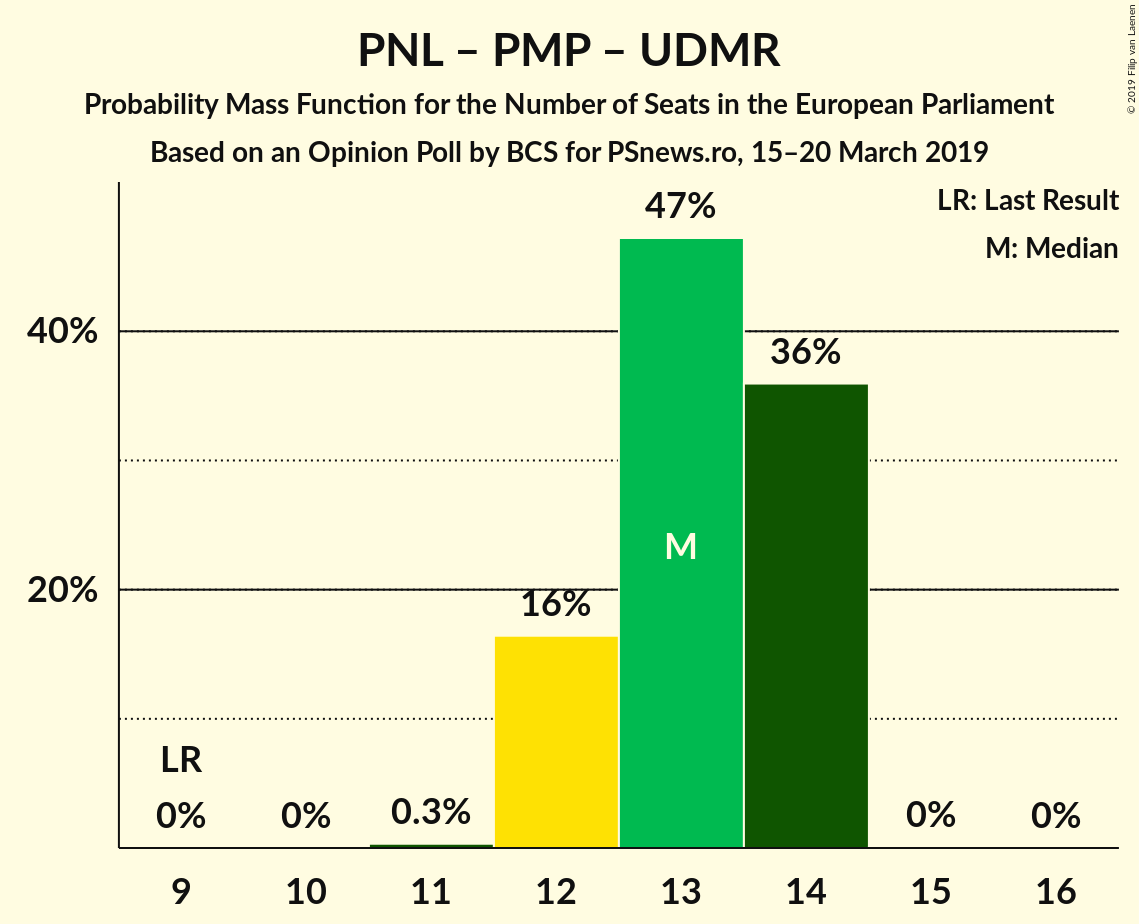 PNL – PMP – UDMR
Probability Mass Function for the Number of Seats in the European Parliament
Based on an Opinion Poll by BCS for PSnews.ro, 15–20 March 2019
© 2019 Filip van Laenen
LR: Last Result
M: Median
47%
40%
36%
M
20%
16%
LR
0%
0%
0.3%
0%
0%
9
10
11
12
13
14
15
16